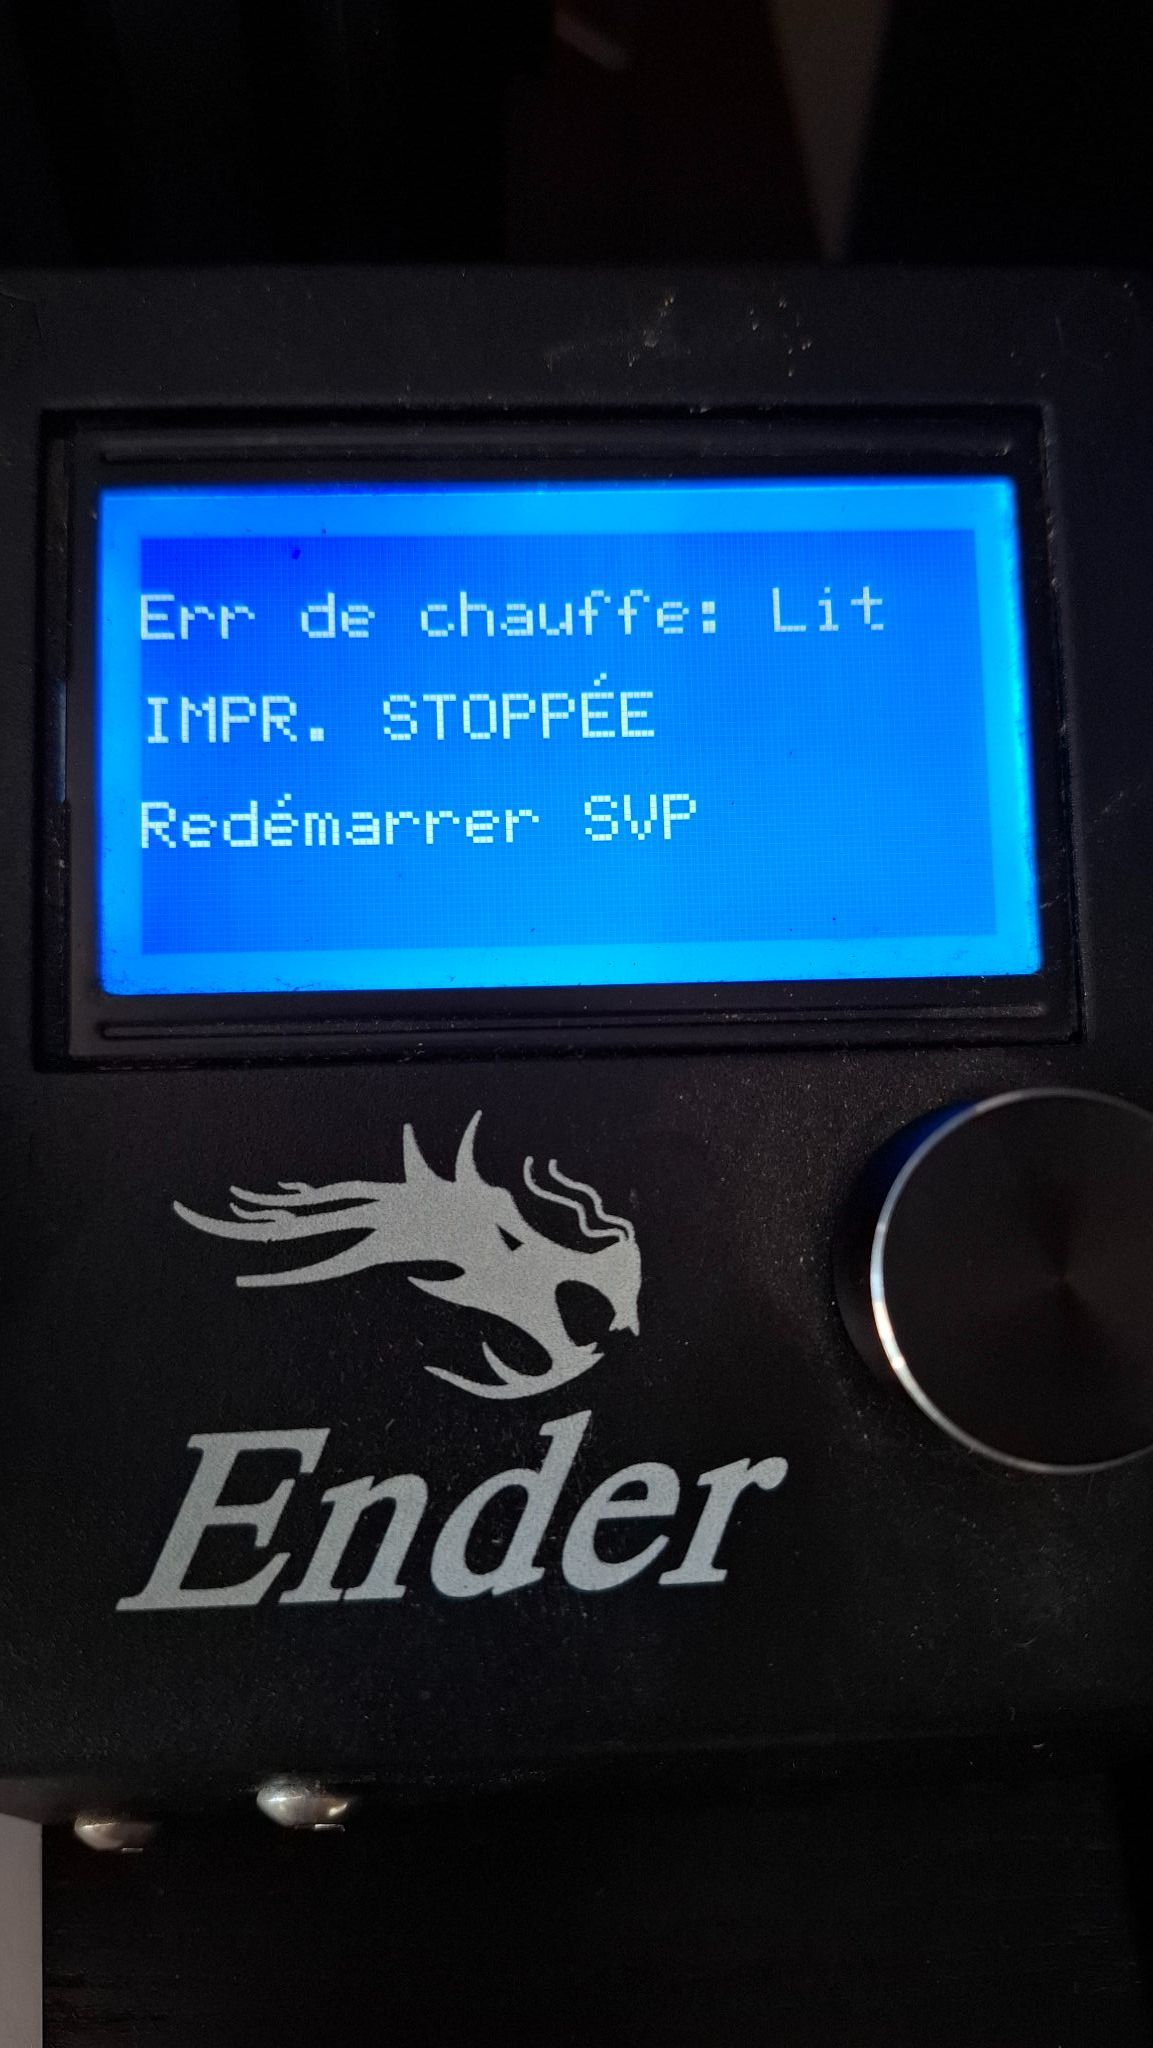 Err de chauffe: Lit
IMPR. STOPPÉE
Redémarrer SVP
Ender